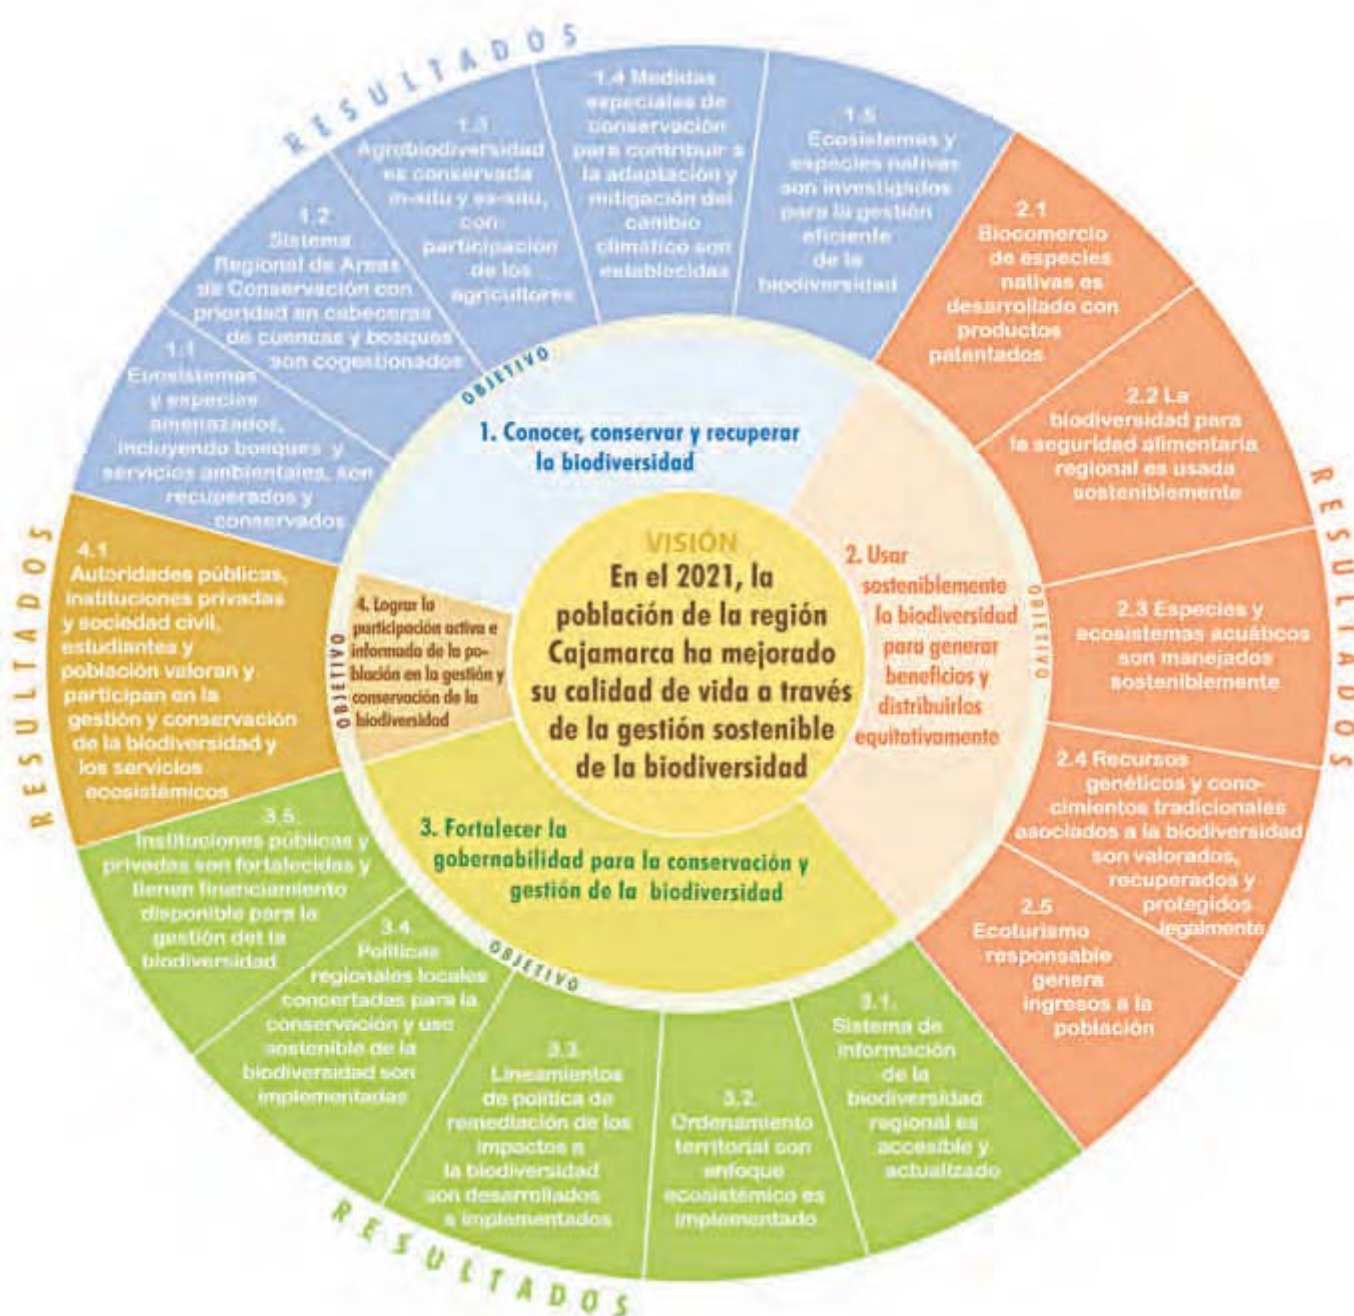 RESULTADOS
1.1
Ecosistemas
y especies
amenazados,
incluyendo bosques y
servicios ambientales, son
recuperados y
conservados
1.2
Sistema
Regional de Areas
de Conservación con
prioridad en cabeceras
de cuencas y bosques
son cogestionados
1.3
Agrobiodiversidad
es conservada
in-situ y ex-situ,
con
participación
de los
agricultores
1.4 Medidas
especiales de
conservación
para contribuir a
la adaptación y
mitigación del
cambio
climático son
establecidas
1.5
Ecosistemas y
especies nativas
son investigados
para la gestión
eficiente
de la
biodiversidad
RESULTADOS
2.1
Biocomercio
de especies
nativas es
desarrollado con
productos
patentados
2.2 La
biodiversidad para
la seguridad alimentaria
regional es usada
sosteniblemente
2.3 Especies y
ecosistemas acuáticos
son manejados
sosteniblemente
2.4 Recursos
genéticos y cono-
cimientos tradicionales
asociados a la biodiversidad
son valorados,
recuperados y
protegidos
legalmente
2.5
Ecoturismo
responsable
genera
ingresos a la
población
RESULTADOS
3.1.
Sistema de
información
de la
biodiversidad
regional es
accesible y
actualizado
3.2.
Ordenamiento
territorial con
enfoque
ecosistémico es
implementado
3.3.
Lineamientos
de política de
remediación de los
impactos a
la biodiversidad
son desarrollados
e implementados
3.4.
Políticas
regionales locales
concertadas para la
conservación y uso
sostenible de la
biodiversidad son
implementadas
3.5.
Instituciones públicas y
privadas son fortalecidas y
tienen financiamiento
disponible para la
gestión det la
biodiversidad
RESULTADOS
4.1
Autoridades públicas,
instituciones privadas
y sociedad civil,
estudiantes y
población valoran y
participan en la
gestión y conservación
de la biodiversidad y
los servicios
ecosistémicos
OBJETIVO
1. Conocer, conservar y recuperar
la biodiversidad
OBJETIVO
2. Usar
sosteniblemente
la biodiversidad
para generar
beneficios y
distribuirlos
equitativamente
OBJETIVO
3. Fortalecer la
gobernabilidad para la conservación y
gestión de la biodiversidad
OBJETIVO
4. Lograr la
participación activa e
informada de la po-
blación en la gestión y
conservación de la
biodiversidad
VISIÓN
En el 2021, la
población de la región
Cajamarca ha mejorado
su calidad de vida a través
de la gestión sostenible
de la biodiversidad